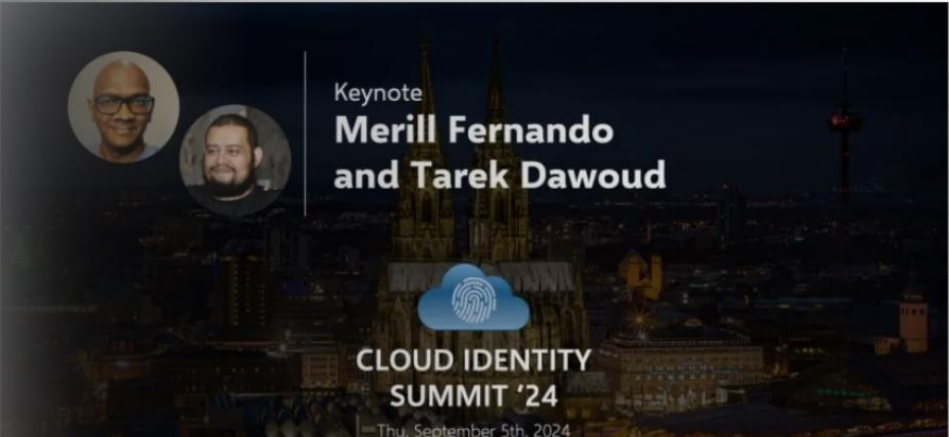 Keynote
Merill Fernando
and Tarek Dawoud
CLOUD IDENTITY
SUMMIT ‘24
Thu, September 5th, 2024